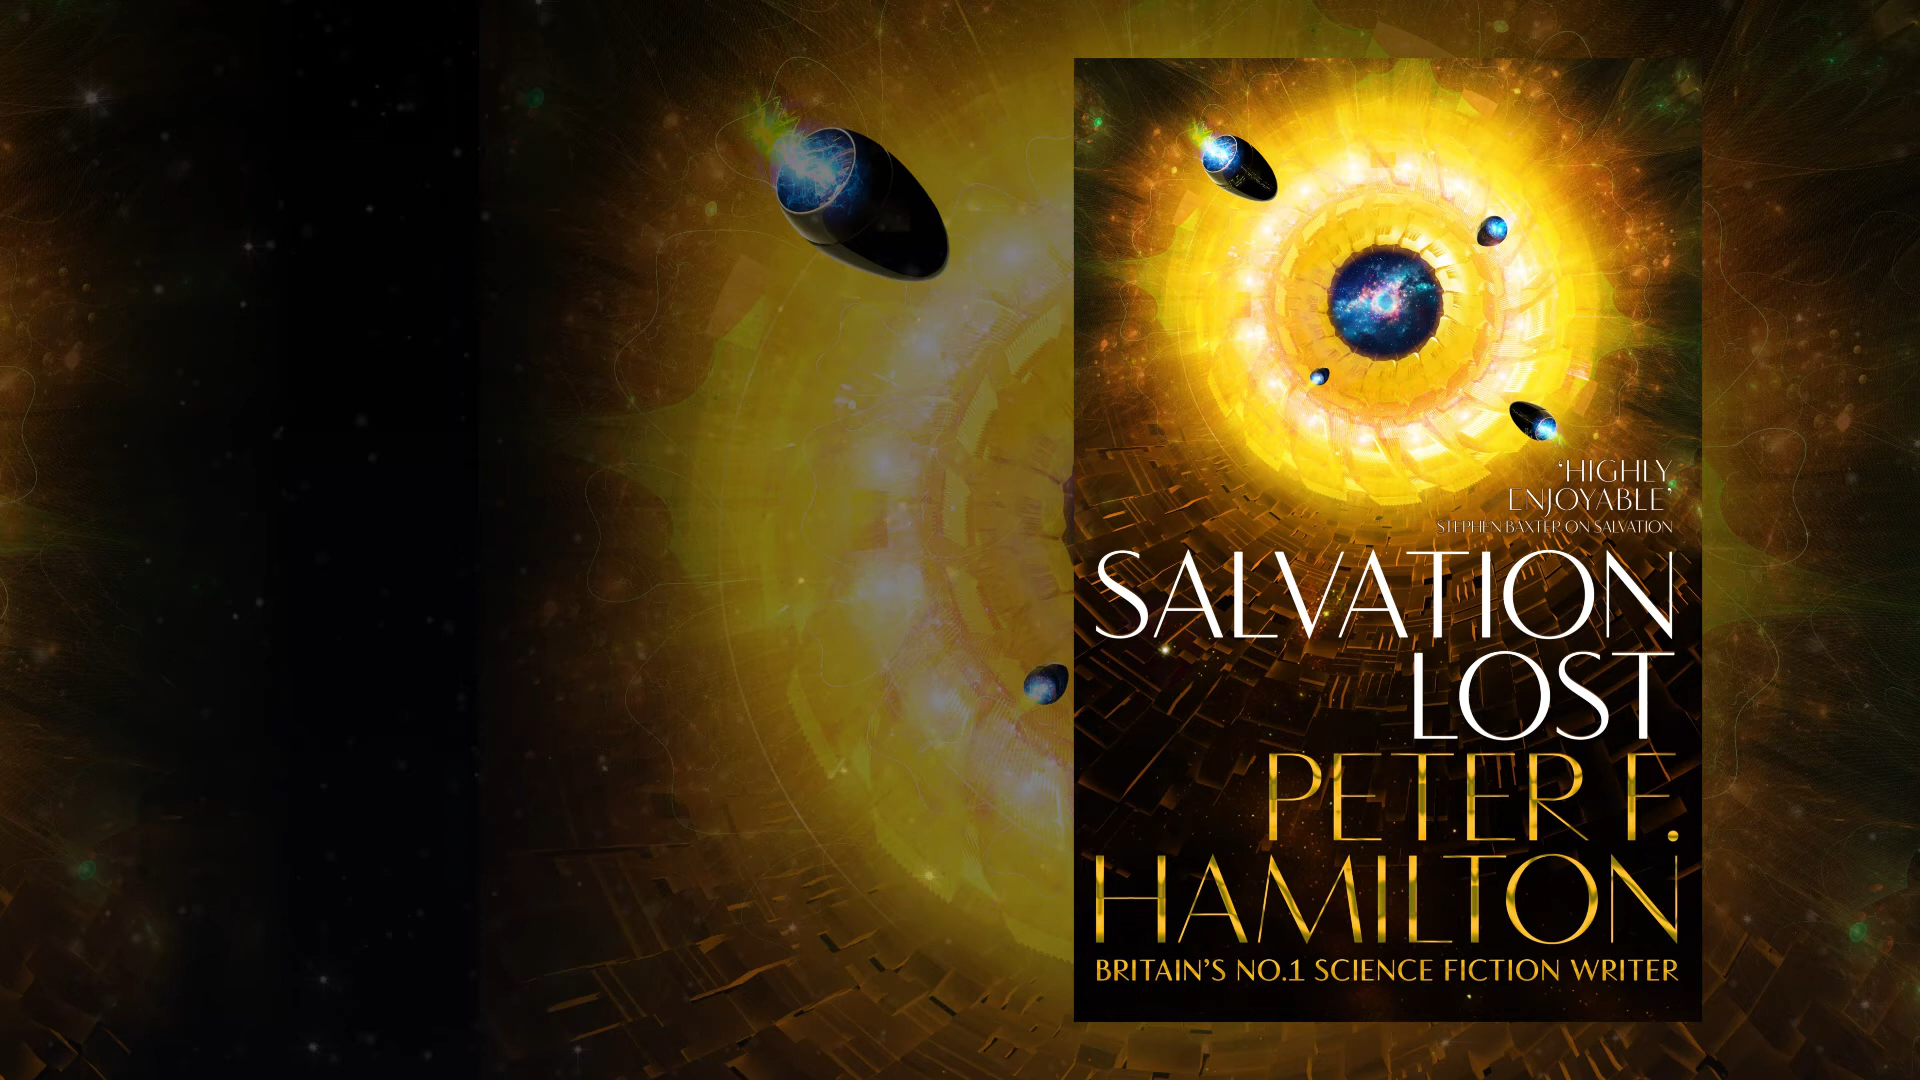 ‘HIGHLY
ENJOYABLE’
STEPHEN BAXTER ON SALVATION
SALVATION
LOST
PETER F.
HAMILTON
BRITAIN’S NO.1 SCIENCE FICTION WRITER